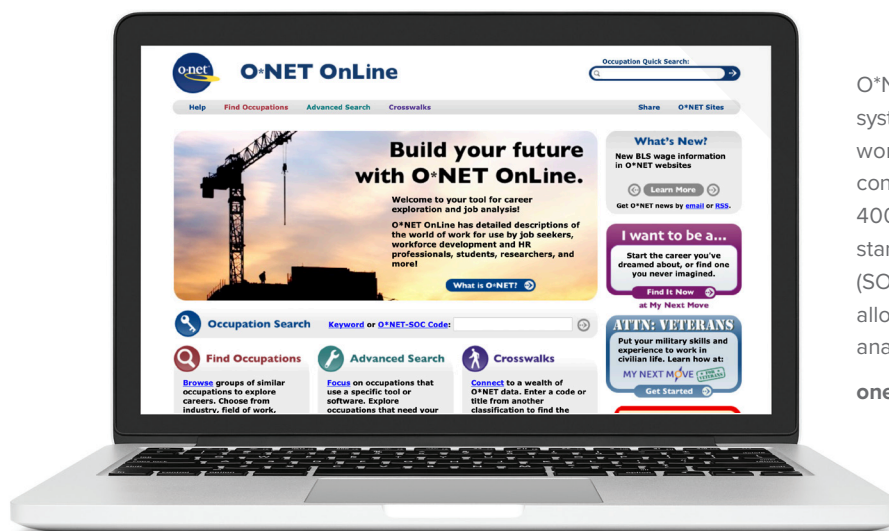 o·net
O*NET OnLine
Occupation Quick Search:
Help Find Occupations Advanced Search Crosswalks Share O*NET Sites
Build your future
with O*NET OnLine.
Welcome to your tool for career
exploration and job analysis!
O*NET OnLine has detailed descriptions of
the world of work for use by job seekers,
workforce development and HR
professionals, students, researchers, and
more!
What is O*NET?
What's New?
New BLS wage information
in O*NET websites
Learn More
Get O*NET news by email or RSS.
I want to be a...
Start the career you've
dreamed about, or find one
you never imagined.
Find It Now
at My Next Move
Occupation Search Keyword or O*NET-SOC Code:
ATTN: VETERANS
Put your military skills and
experience to work in
civilian life. Learn how at:
MY NEXT MOVE FOR VETERANS
Get Started
Find Occupations
Browse groups of similar
occupations to explore
careers. Choose from
industry, field of work,
Advanced Search
Focus on occupations that
use a specific tool or
software. Explore
occupations that need your
Crosswalks
Connect to a wealth of
O*NET data. Enter a code or
title from another
classification to find the
O*N
syst
wor
con
400
star
(SO
allo
ana
one